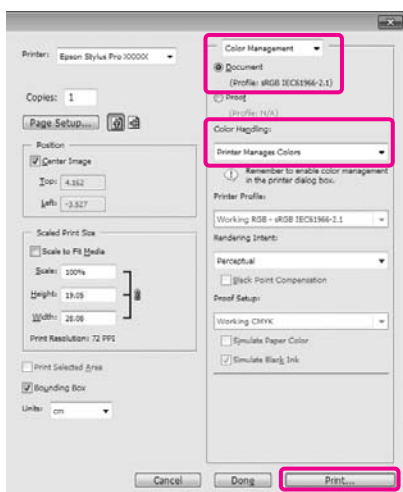 Printer: Epson Stylus Pro XXXXX
Copies: 1
Page Setup...
Position
Center Image
Top: 4.162
Left: -3.527
Scaled Print Size
Scale to Fit Media
Scale: 100%
Height: 19.05
Width: 28.08
Print Resolution: 72 PPI
Print Selected Area
Bounding Box
Units: cm
Color Management
Document
(Profile: sRGB IEC61966-2.1)
Proof
(Profile: N/A)
Color Handling:
Printer Manages Colors
Remember to enable color management
in the printer dialog box.
Printer Profile:
Working RGB - sRGB IEC61966-2.1
Rendering Intent:
Perceptual
Black Point Compensation
Proof Setup:
Working CMYK
Simulate Paper Color
Simulate Black Ink
Cancel
Done
Print...